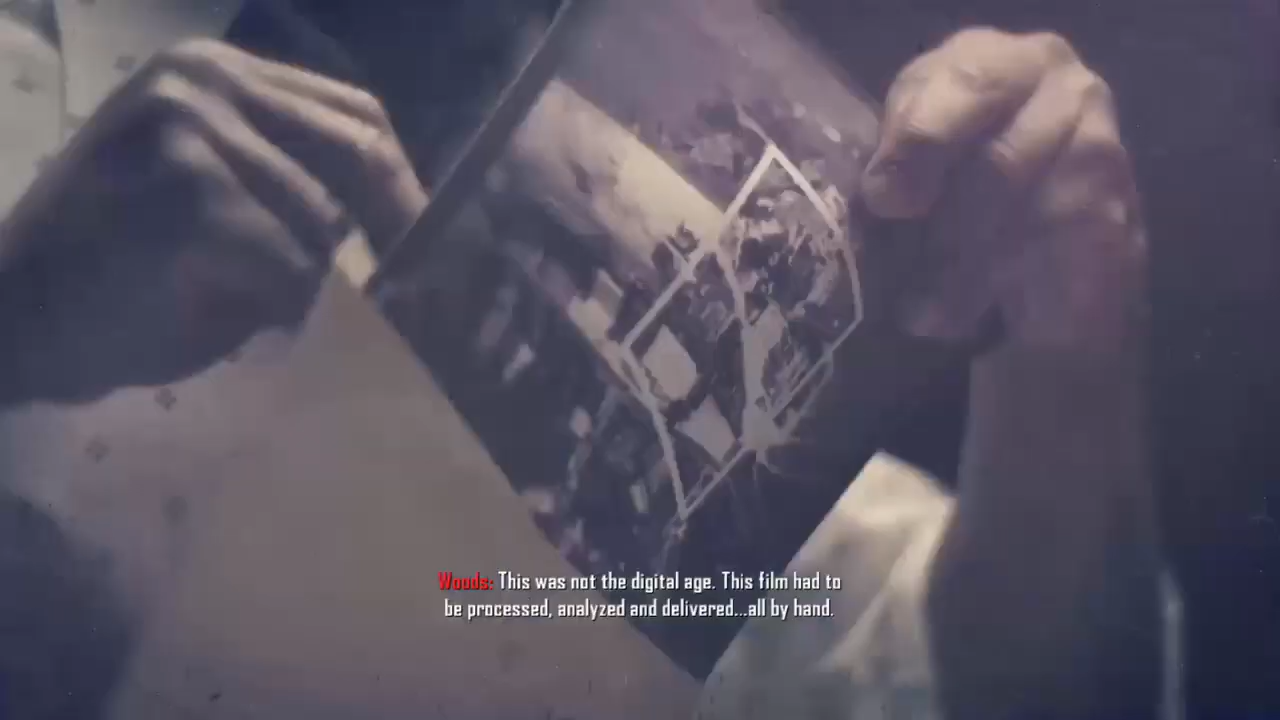 Woods: This was not the digital age. This film had to
be processed, analyzed and delivered...all by hand.